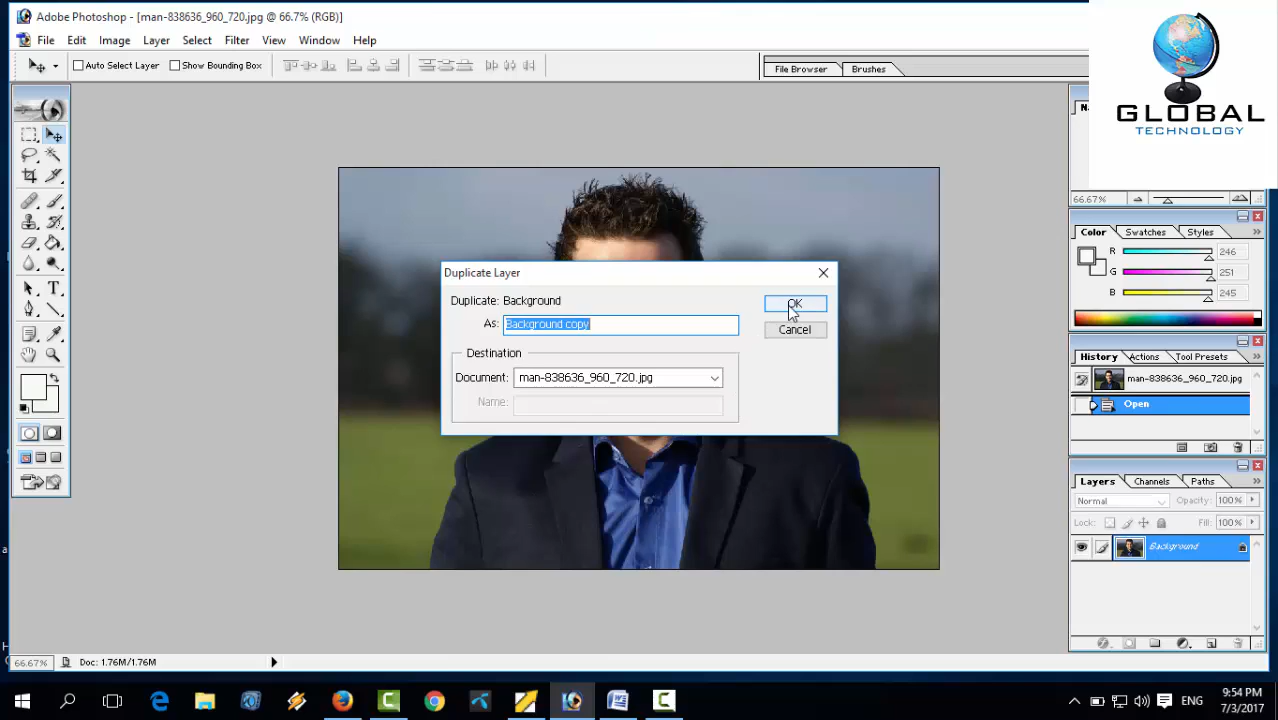 Adobe Photoshop - [man-838636_960_720.jpg @ 66.7% (RGB)]
File Edit Image Layer Select Filter View Window Help
Auto Select Layer Show Bounding Box
File Browser Brushes
GLOBAL
TECHNOLOGY
66.67%
Color Swatches Styles
R 246
G 251
B 245
Duplicate Layer
Duplicate: Background
As: Background copy
OK
Cancel
Destination
Document: man-838636_960_720.jpg
Name:
History Actions Tool Presets
man-838636_960_720.jpg
Open
Layers Channels Paths
Normal Opacity: 100%
Lock: Fill: 100%
Background
66.67% Doc: 1.76M/1.76M
ENG
9:54 PM
7/3/2017